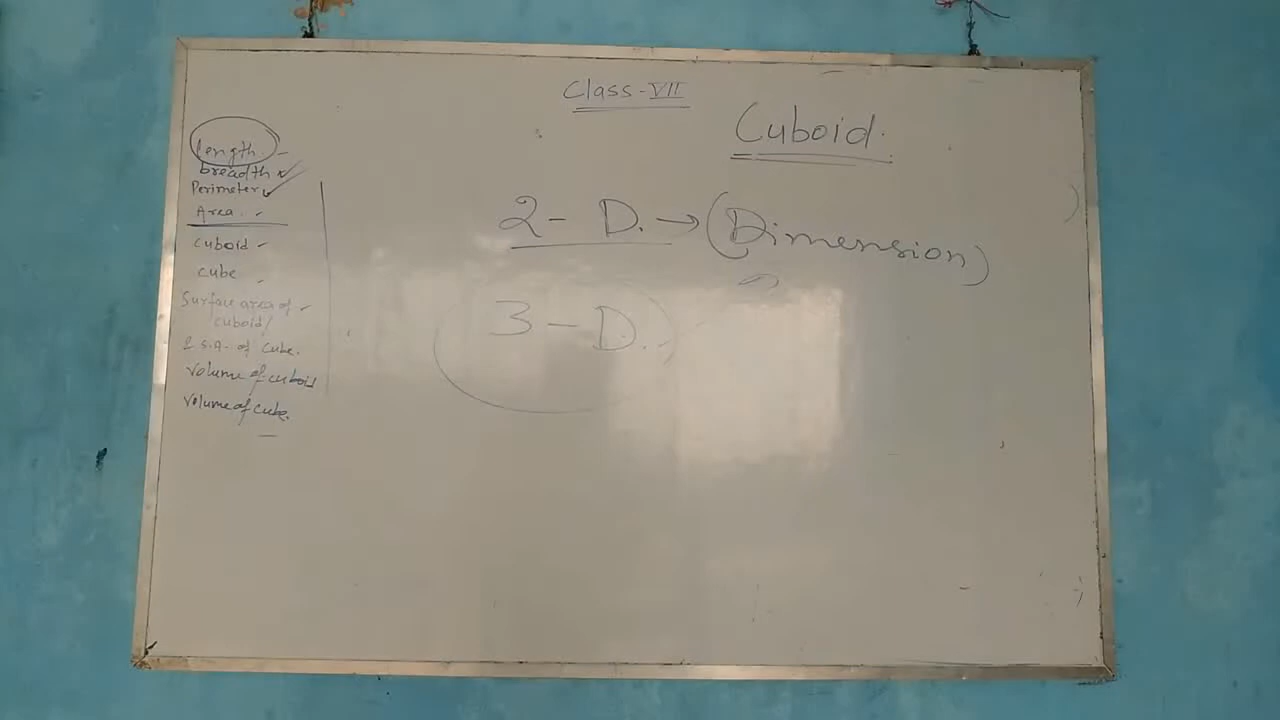 Class-VII
Cuboid.
Length -
breadth
Perimeter
Area -
Cuboid -
Cube -
Surface area of -
Cuboid/
S.A. of Cube.
Volume of cuboid
Volume of Cube.
2- D. → (Dimension)
3 - D. -